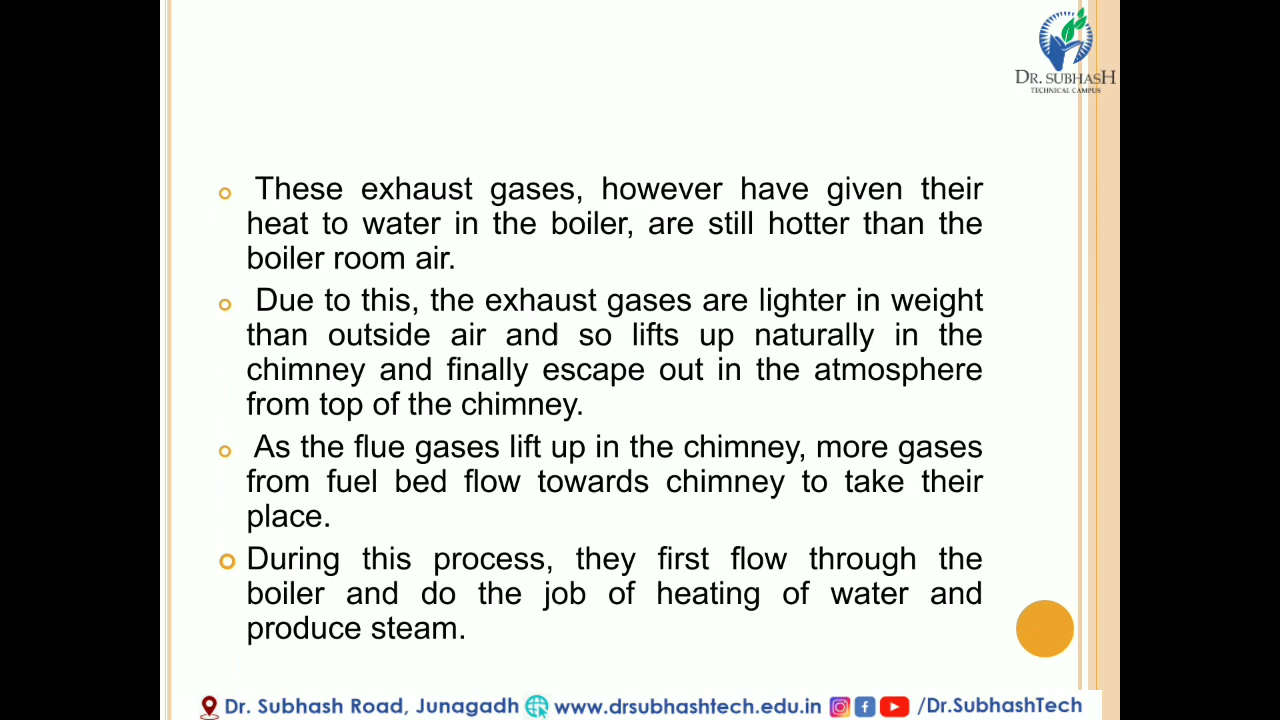 DR. SUBHASH
TECHNICAL CAMPUS
These exhaust gases, however have given their
heat to water in the boiler, are still hotter than the
boiler room air.
Due to this, the exhaust gases are lighter in weight
than outside air and so lifts up naturally in the
chimney and finally escape out in the atmosphere
from top of the chimney.
As the flue gases lift up in the chimney, more gases
from fuel bed flow towards chimney to take their
place.
During this process, they first flow through the
boiler and do the job of heating of water and
produce steam.
Dr. Subhash Road, Junagadh www.drsubhashtech.edu.in /Dr.SubhashTech